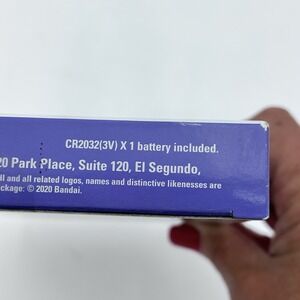 CR2032(3V) X 1 battery included.
20 Park Place, Suite 120, El Segundo,
and all related logos, names and distinctive likenesses are
ackage: © 2020 Bandai.